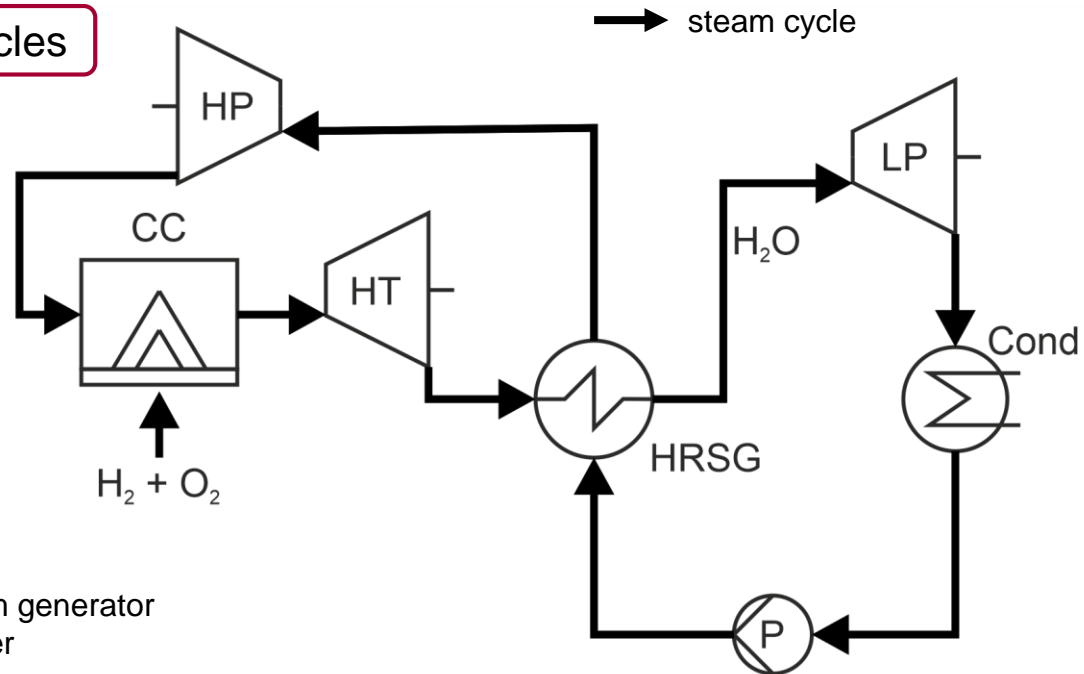 cles
steam cycle
HP
LP
CC
H₂O
HT
Cond
HRSG
H₂ + O₂
n generator
er
P